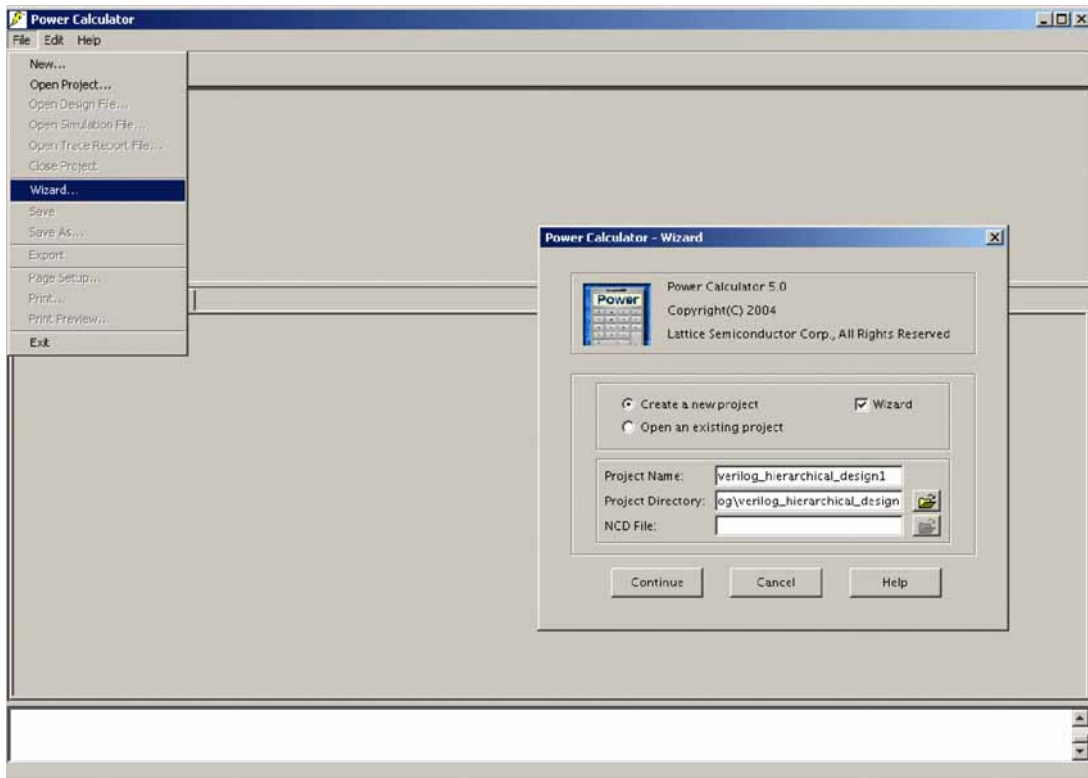 Power Calculator
File Edit Help
New...
Open Project...
Open Design File...
Open Simulation File...
Open Trace Report File...
Close Project
Wizard...
Save
Save As...
Export
Page Setup...
Print...
Print Preview...
Exit
Power Calculator - Wizard
Power
Power Calculator 5.0
Copyright(C) 2004
Lattice Semiconductor Corp., All Rights Reserved
Create a new project Wizard
Open an existing project
Project Name: verilog_hierarchical_design1
Project Directory: og\verilog_hierarchical_design
NCD File:
Continue Cancel Help